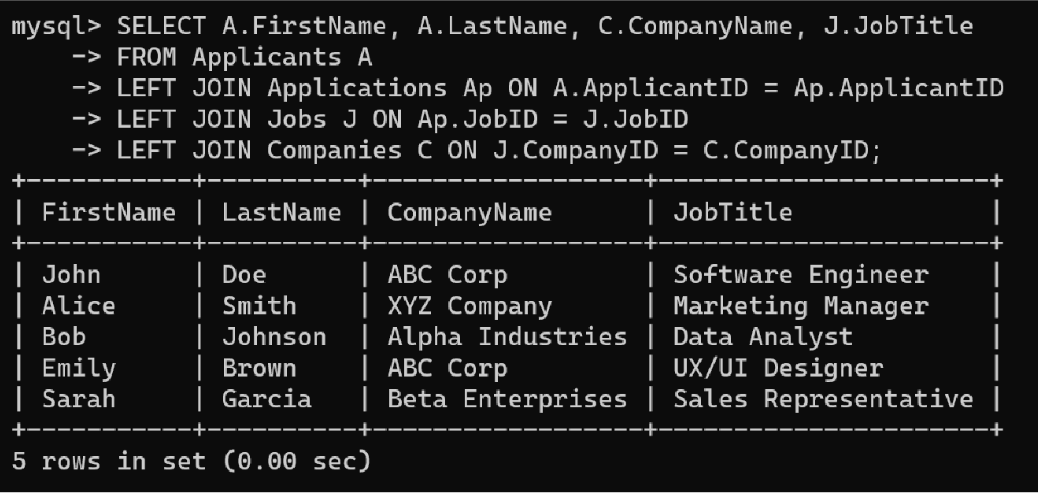 mysql> SELECT A.FirstName, A.LastName, C.CompanyName, J.JobTitle
    -> FROM Applicants A
    -> LEFT JOIN Applications Ap ON A.ApplicantID = Ap.ApplicantID
    -> LEFT JOIN Jobs J ON Ap.JobID = J.JobID
    -> LEFT JOIN Companies C ON J.CompanyID = C.CompanyID;
+-----------+----------+------------------+----------------------+
| FirstName | LastName | CompanyName      | JobTitle             |
+-----------+----------+------------------+----------------------+
| John      | Doe      | ABC Corp         | Software Engineer    |
| Alice     | Smith    | XYZ Company      | Marketing Manager    |
| Bob       | Johnson  | Alpha Industries | Data Analyst         |
| Emily     | Brown    | ABC Corp         | UX/UI Designer       |
| Sarah     | Garcia   | Beta Enterprises | Sales Representative |
+-----------+----------+------------------+----------------------+
5 rows in set (0.00 sec)